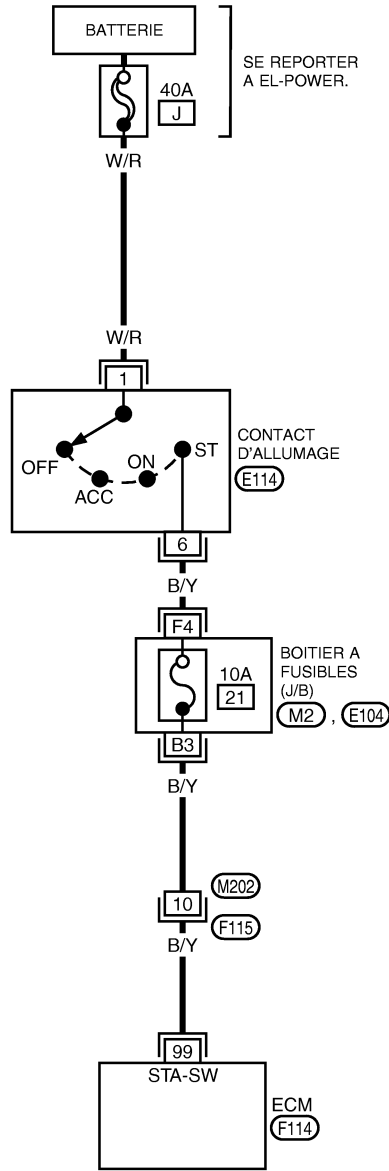 BATTERIE
SE REPORTER
A EL-POWER.
40A
J
W/R
W/R
1
OFF
ACC
ON
ST
CONTACT
D'ALLUMAGE
E114
6
B/Y
F4
10A
21
BOITIER A
FUSIBLES
(J/B)
M2 , E104
B3
B/Y
M202
10
F115
B/Y
99
STA-SW
ECM
F114